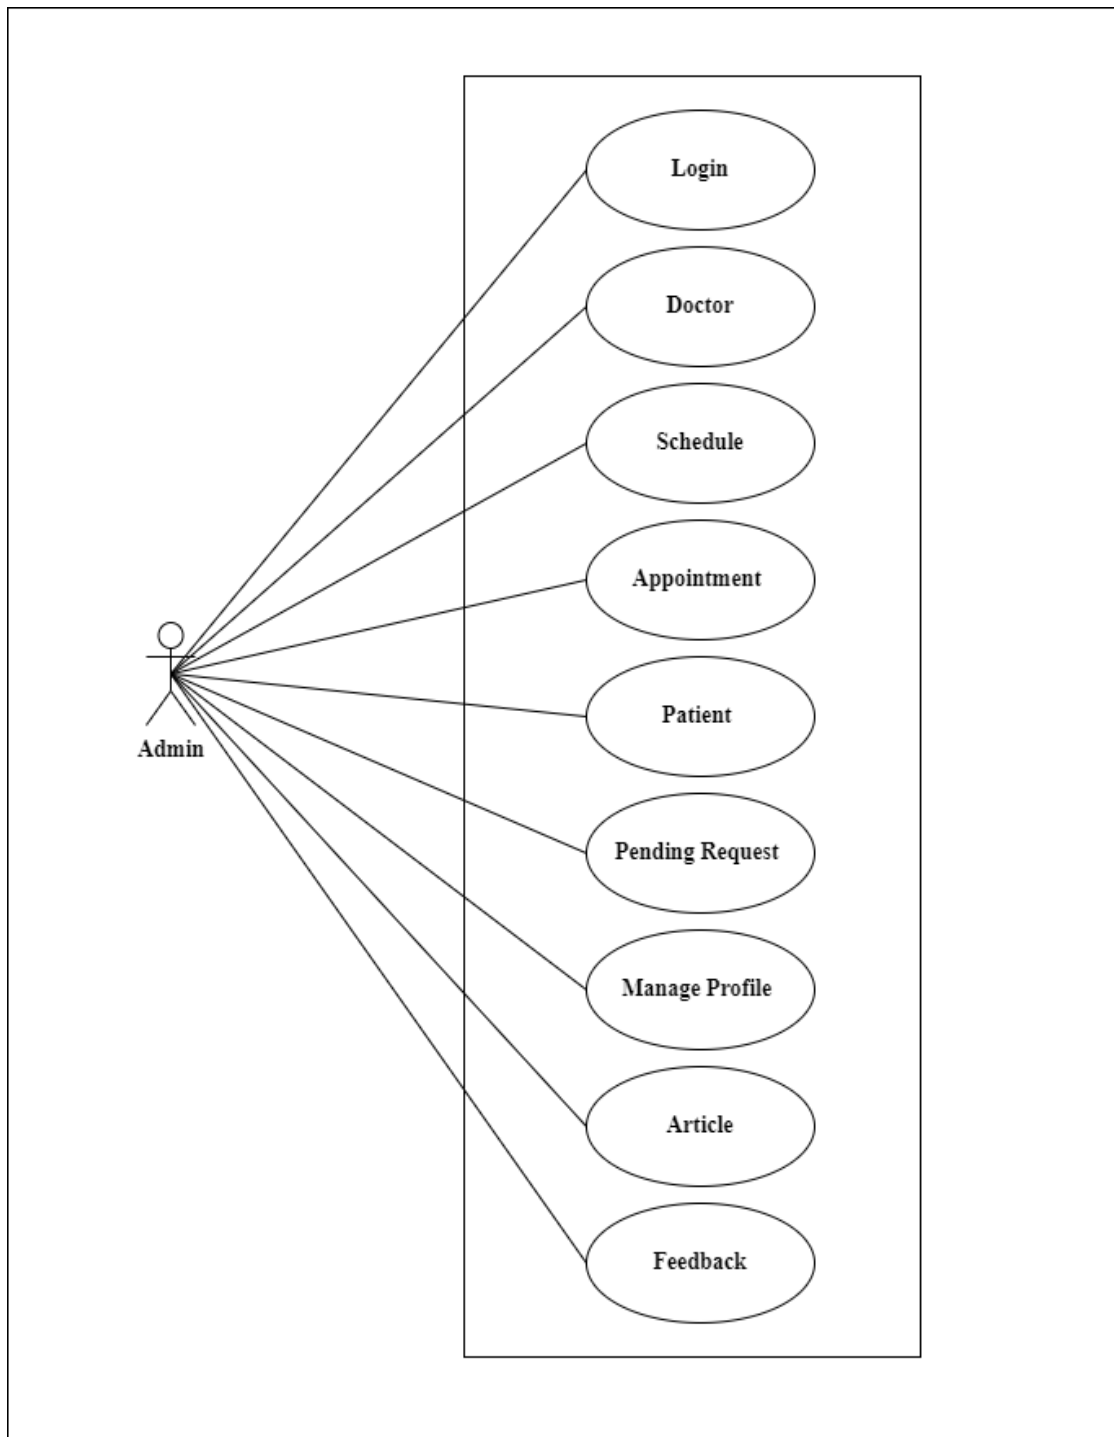 Login
Doctor
Schedule
Appointment
Patient
Admin
Pending Request
Manage Profile
Article
Feedback